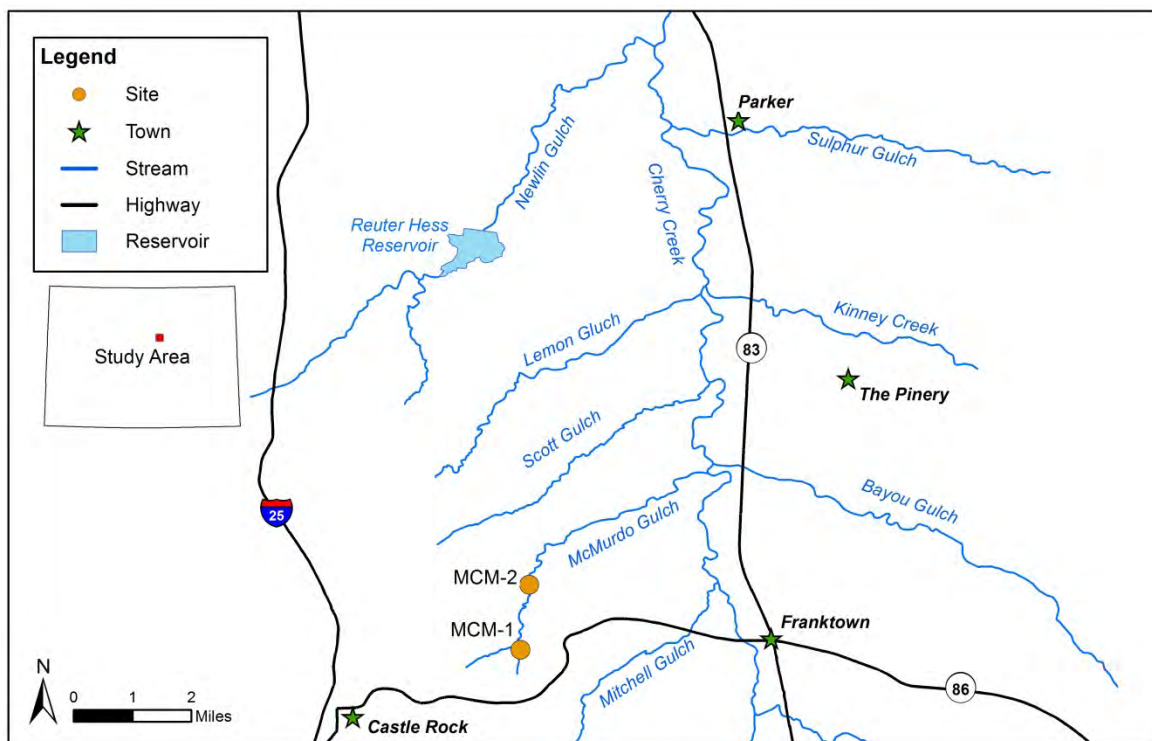 Legend
Site
Town
Stream
Highway
Reservoir
Study Area
Parker
Sulphur Gulch
Newlin Gulch
Cherry Creek
Reuter Hess
Reservoir
Kinney Creek
Lemon Gluch
83
The Pinery
Scott Gulch
Bayou Gulch
25
McMurdo Gulch
MCM-2
MCM-1
Franktown
Mitchell Gulch
86
N
0 1 2
Miles
Castle Rock